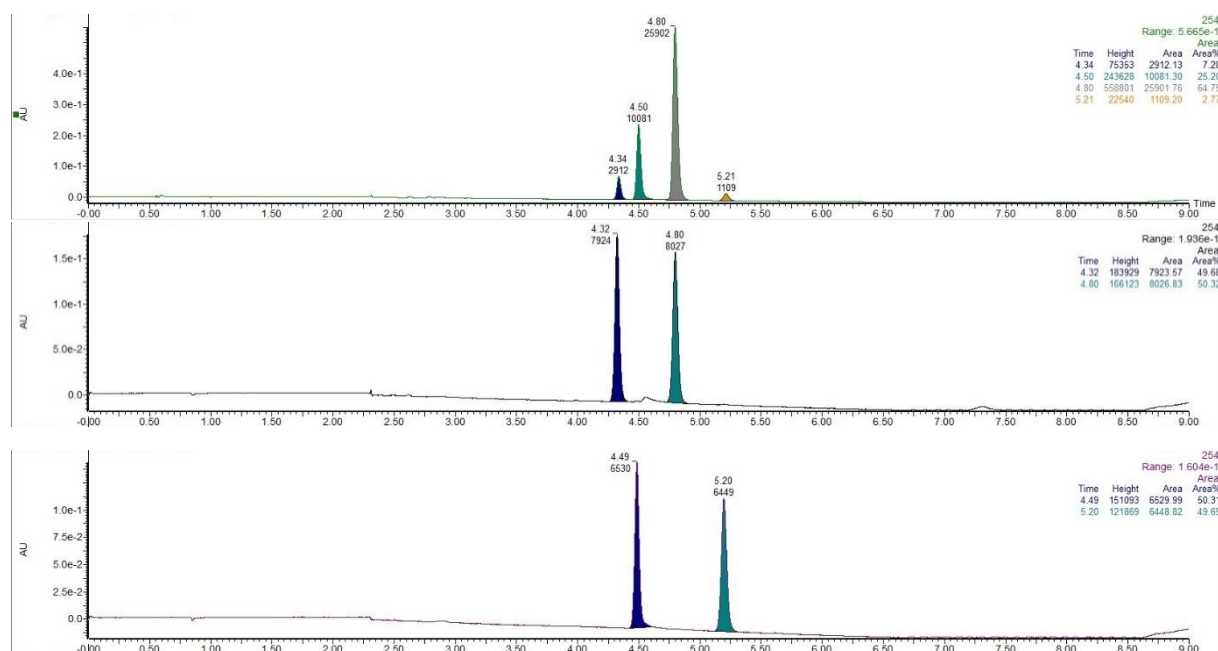 254
Range: 5.665e-1
Area
Time Height Area Area%
4.34 75353 2912.13 7.28
4.50 243628 10081.30 25.20
4.80 558801 25901.76 64.75
5.21 22540 1109.20 2.77
4.80
25902
4.50
10081
4.34
2912
5.21
1109
AU
4.0e-1
3.0e-1
2.0e-1
1.0e-1
0.0
-0.00 0.50 1.00 1.50 2.00 2.50 3.00 3.50 4.00 4.50 5.00 5.50 6.00 6.50 7.00 7.50 8.00 8.50 9.00
Time
254
Range: 1.936e-1
Area
Time Height Area Area%
4.32 183929 7923.57 49.68
4.80 166123 8026.83 50.32
4.32
7924
4.80
8027
AU
1.5e-1
1.0e-1
5.0e-2
0.0
-0.00 0.50 1.00 1.50 2.00 2.50 3.00 3.50 4.00 4.50 5.00 5.50 6.00 6.50 7.00 7.50 8.00 8.50 9.00
254
Range: 1.604e-1
Area
Time Height Area Area%
4.49 151093 6529.99 50.31
5.20 121869 6448.82 49.69
4.49
6530
5.20
6449
AU
1.0e-1
7.5e-2
5.0e-2
2.5e-2
0.0
-0.00 0.50 1.00 1.50 2.00 2.50 3.00 3.50 4.00 4.50 5.00 5.50 6.00 6.50 7.00 7.50 8.00 8.50 9.00